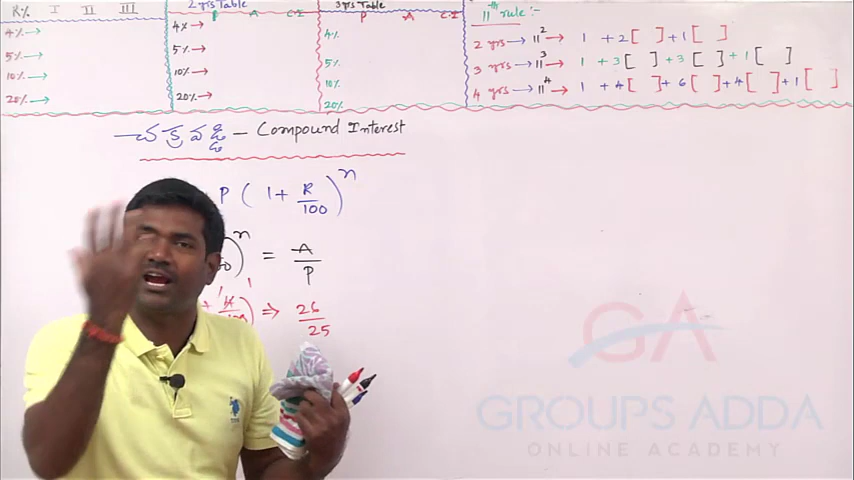 R% I II III
4% →
5% →
10% →
20% →
2 yrs Table
P A C.I
4% →
5% →
10% →
20% →
3 yrs Table
P A C.I
4%
5%
10%
20%
11th rule :-
2 yrs → 11² → 1 + 2[ ] + 1[ ]
3 yrs → 11³ → 1 + 3[ ] + 3[ ] + 1[ ]
4 yrs → 11⁴ → 1 + 4[ ] + 6[ ] + 4[ ] + 1[ ]
చక్రవడ్డీ – Compound Interest
P ( 1 + R/100 )ⁿ
)ⁿ = A/P
⇒ 26/25
GA
GROUPS ADDA
ONLINE ACADEMY